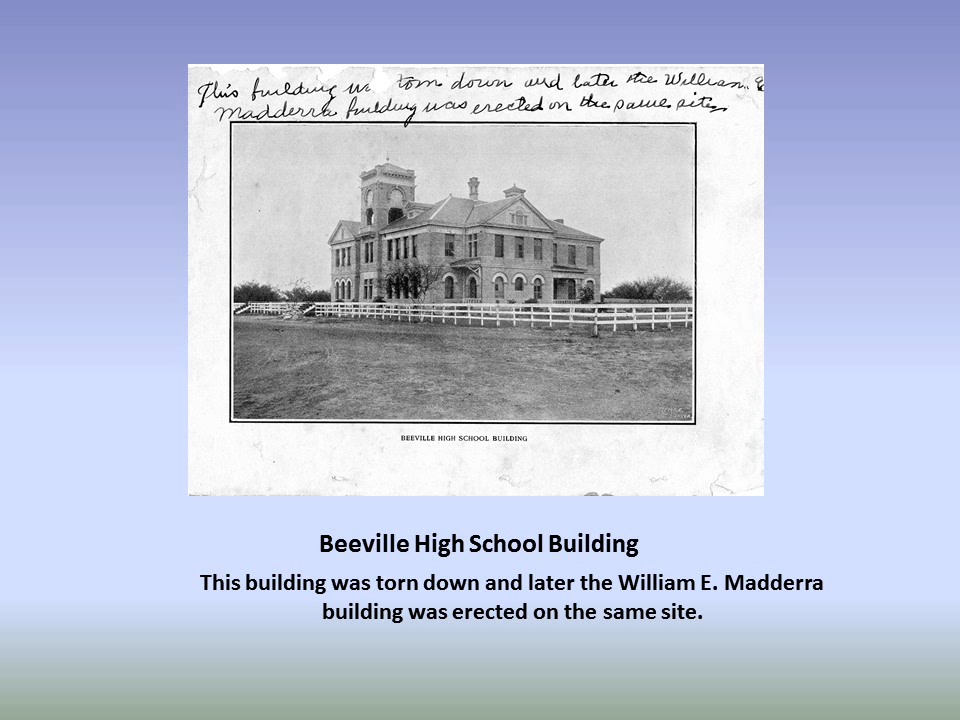 This building was torn down and later the William E
Madderra building was erected on the same site
BEEVILLE HIGH SCHOOL BUILDING
Beeville High School Building
This building was torn down and later the William E. Madderra
building was erected on the same site.